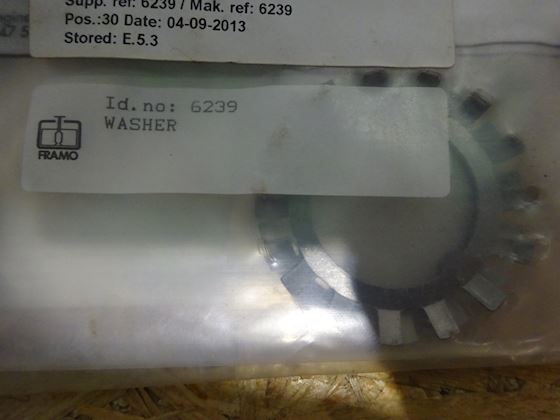 Supp. ref: 6239 / Mak. ref: 6239
Pos.:30 Date: 04-09-2013
Stored: E.5.3
Id.no: 6239
WASHER
FRAMO